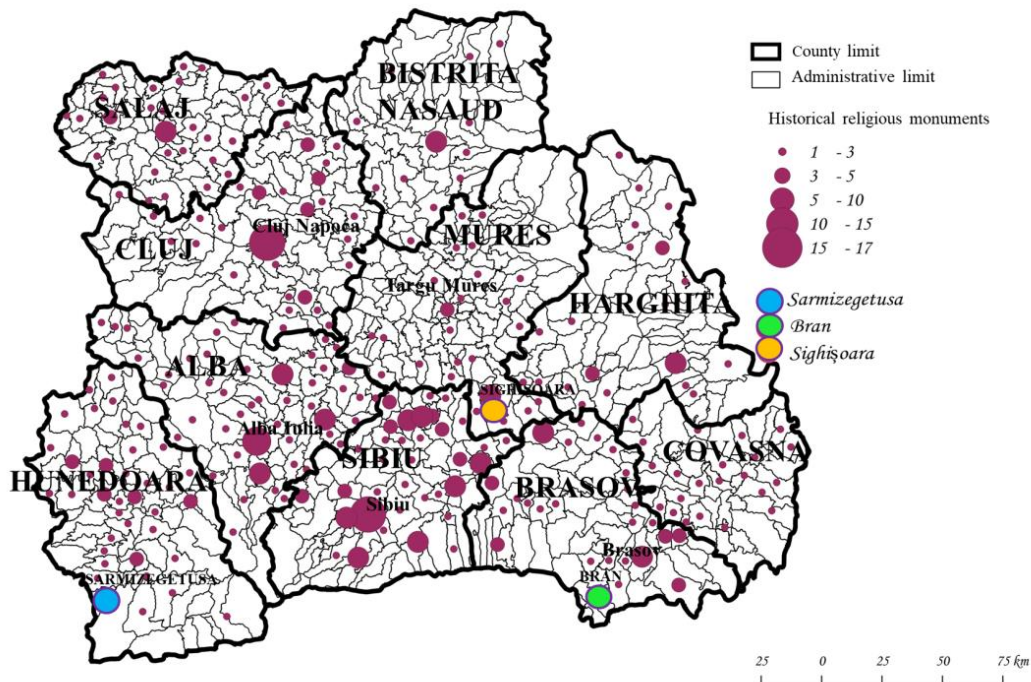 BISTRITA
NASAUD
SALAJ
CLUJ
Cluj Napoca
MURES
Targu Mures
HARGHITA
ALBA
Alba Iulia
SIGHISOARA
HUNEDOARA
SIBIU
Sibiu
BRASOV
COVASNA
Brasov
SARMIZEGETUSA
BRAN
County limit
Administrative limit
Historical religious monuments
1 - 3
3 - 5
5 - 10
10 - 15
15 - 17
Sarmizegetusa
Bran
Sighișoara
25 0 25 50 75 km